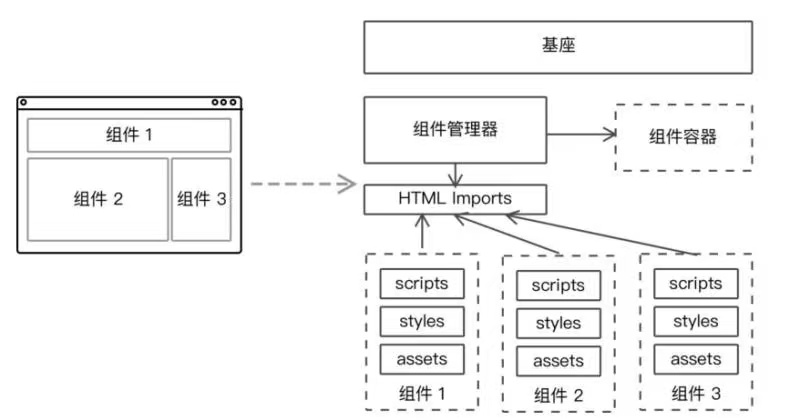 基座
组件 1
组件 2
组件 3
组件管理器
组件容器
HTML Imports
scripts
styles
assets
组件 1
scripts
styles
assets
组件 2
scripts
styles
assets
组件 3